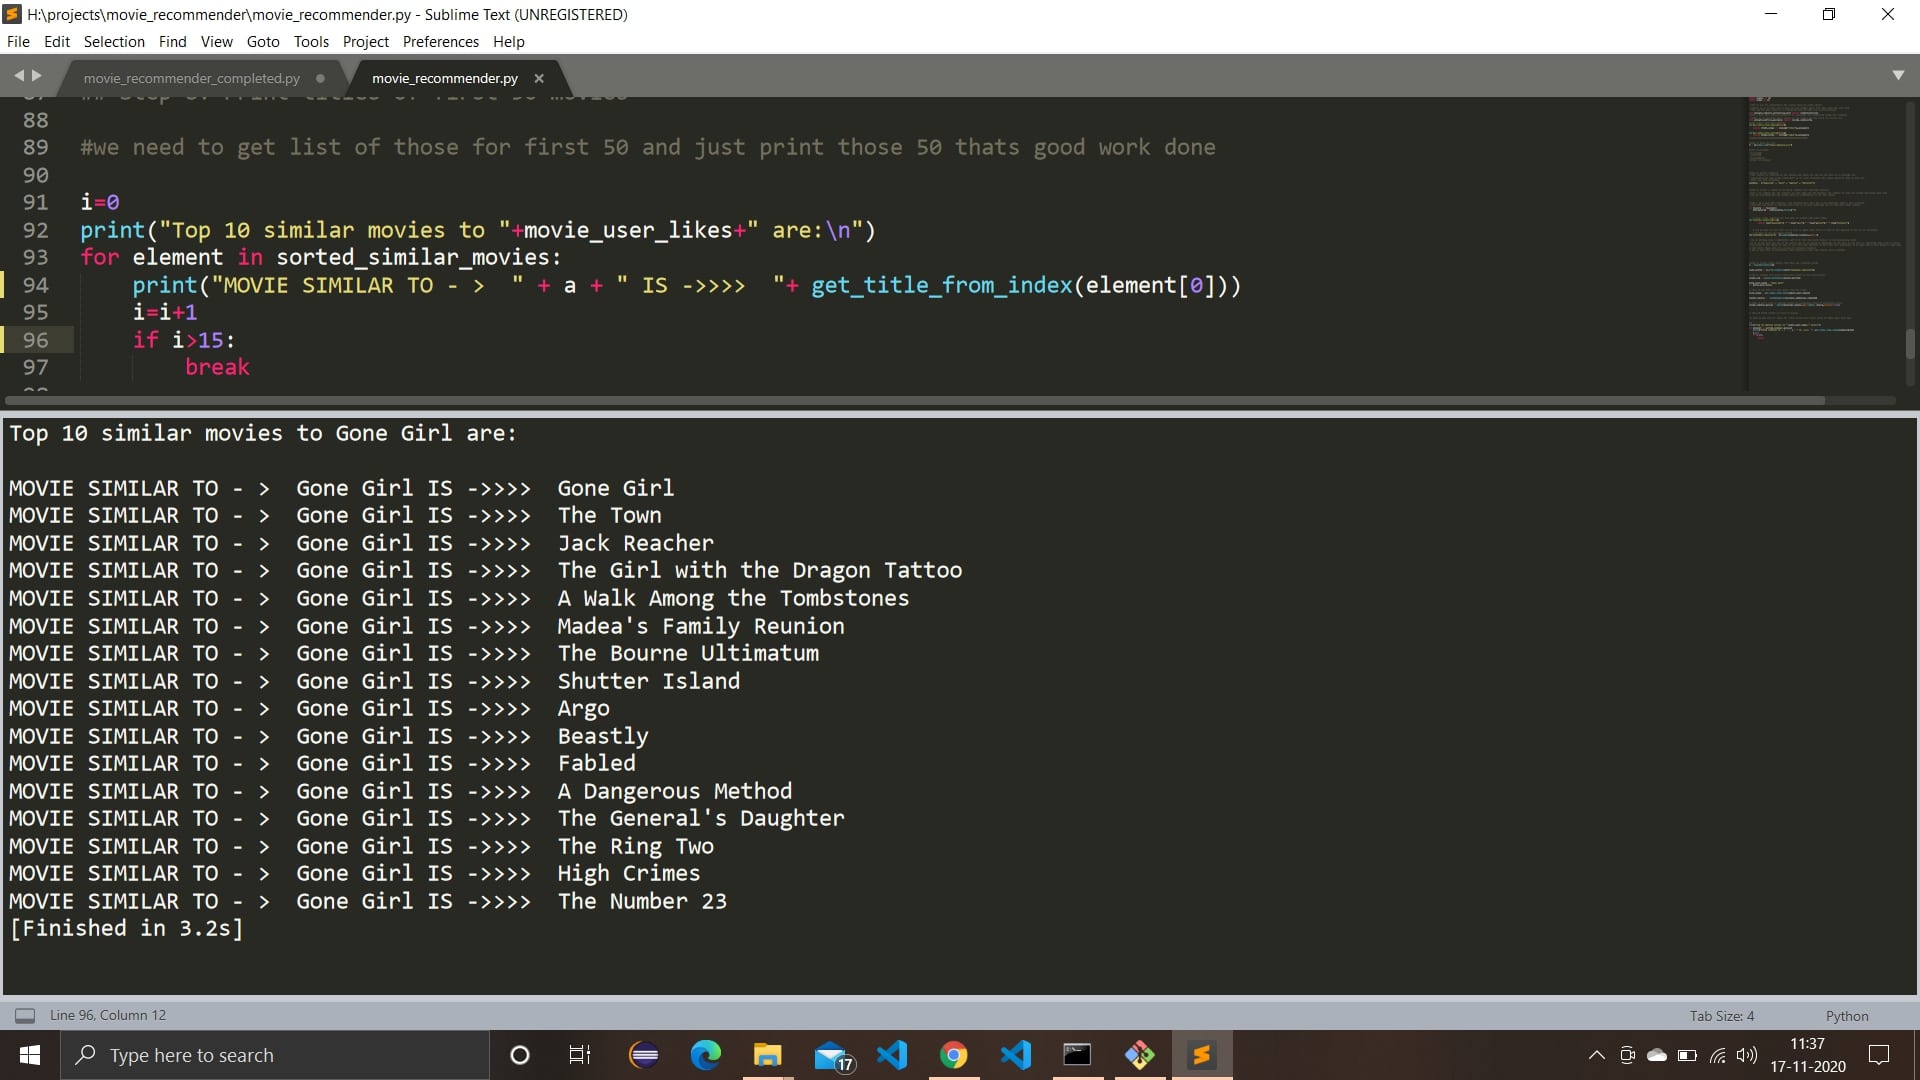 H:\projects\movie_recommender\movie_recommender.py - Sublime Text (UNREGISTERED)
File Edit Selection Find View Goto Tools Project Preferences Help
movie_recommender_completed.py
movie_recommender.py
88
89 #we need to get list of those for first 50 and just print those 50 thats good work done
90
91 i=0
92 print("Top 10 similar movies to "+movie_user_likes+" are:\n")
93 for element in sorted_similar_movies:
94 print("MOVIE SIMILAR TO - >  " + a + " IS ->>>>  "+ get_title_from_index(element[0]))
95 i=i+1
96 if i>15:
97 break
Top 10 similar movies to Gone Girl are:
MOVIE SIMILAR TO - >  Gone Girl IS ->>>>  Gone Girl
MOVIE SIMILAR TO - >  Gone Girl IS ->>>>  The Town
MOVIE SIMILAR TO - >  Gone Girl IS ->>>>  Jack Reacher
MOVIE SIMILAR TO - >  Gone Girl IS ->>>>  The Girl with the Dragon Tattoo
MOVIE SIMILAR TO - >  Gone Girl IS ->>>>  A Walk Among the Tombstones
MOVIE SIMILAR TO - >  Gone Girl IS ->>>>  Madea's Family Reunion
MOVIE SIMILAR TO - >  Gone Girl IS ->>>>  The Bourne Ultimatum
MOVIE SIMILAR TO - >  Gone Girl IS ->>>>  Shutter Island
MOVIE SIMILAR TO - >  Gone Girl IS ->>>>  Argo
MOVIE SIMILAR TO - >  Gone Girl IS ->>>>  Beastly
MOVIE SIMILAR TO - >  Gone Girl IS ->>>>  Fabled
MOVIE SIMILAR TO - >  Gone Girl IS ->>>>  A Dangerous Method
MOVIE SIMILAR TO - >  Gone Girl IS ->>>>  The General's Daughter
MOVIE SIMILAR TO - >  Gone Girl IS ->>>>  The Ring Two
MOVIE SIMILAR TO - >  Gone Girl IS ->>>>  High Crimes
MOVIE SIMILAR TO - >  Gone Girl IS ->>>>  The Number 23
[Finished in 3.2s]
Line 96, Column 12
Tab Size: 4
Python
Type here to search
17
11:37
17-11-2020